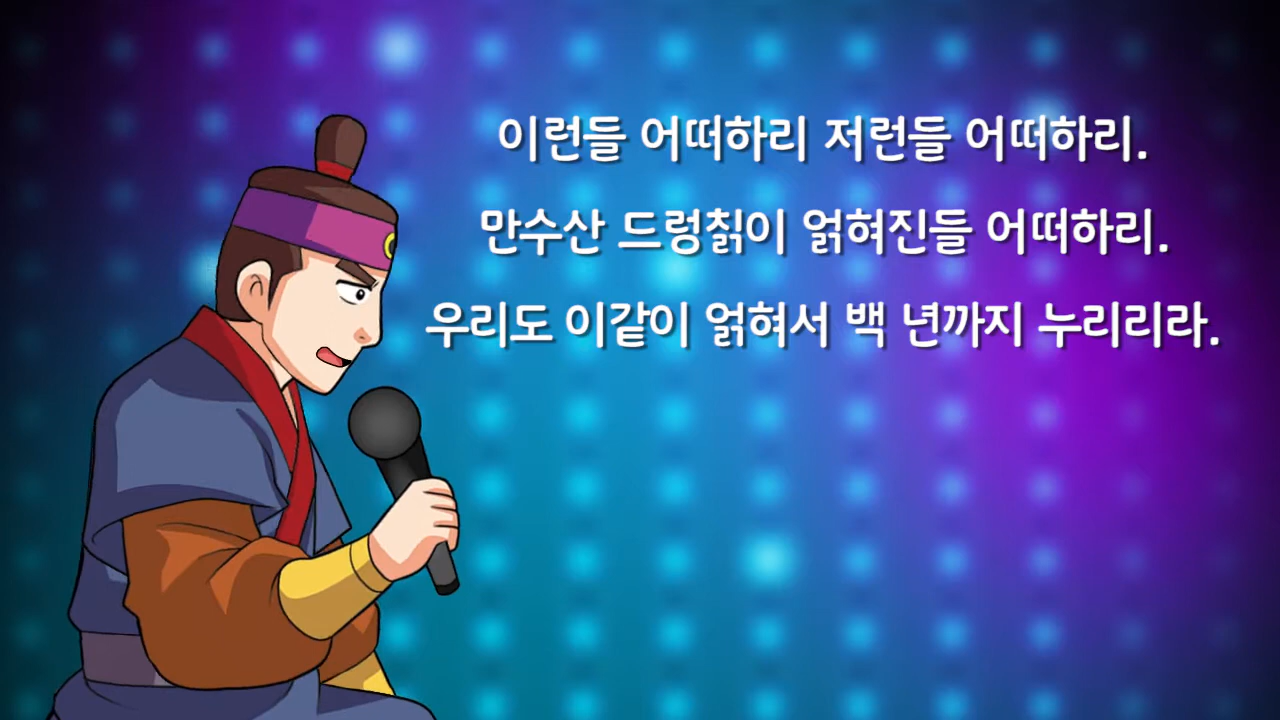 이런들 어떠하리 저런들 어떠하리.
만수산 드렁칡이 얽혀진들 어떠하리.
우리도 이같이 얽혀서 백 년까지 누리리라.